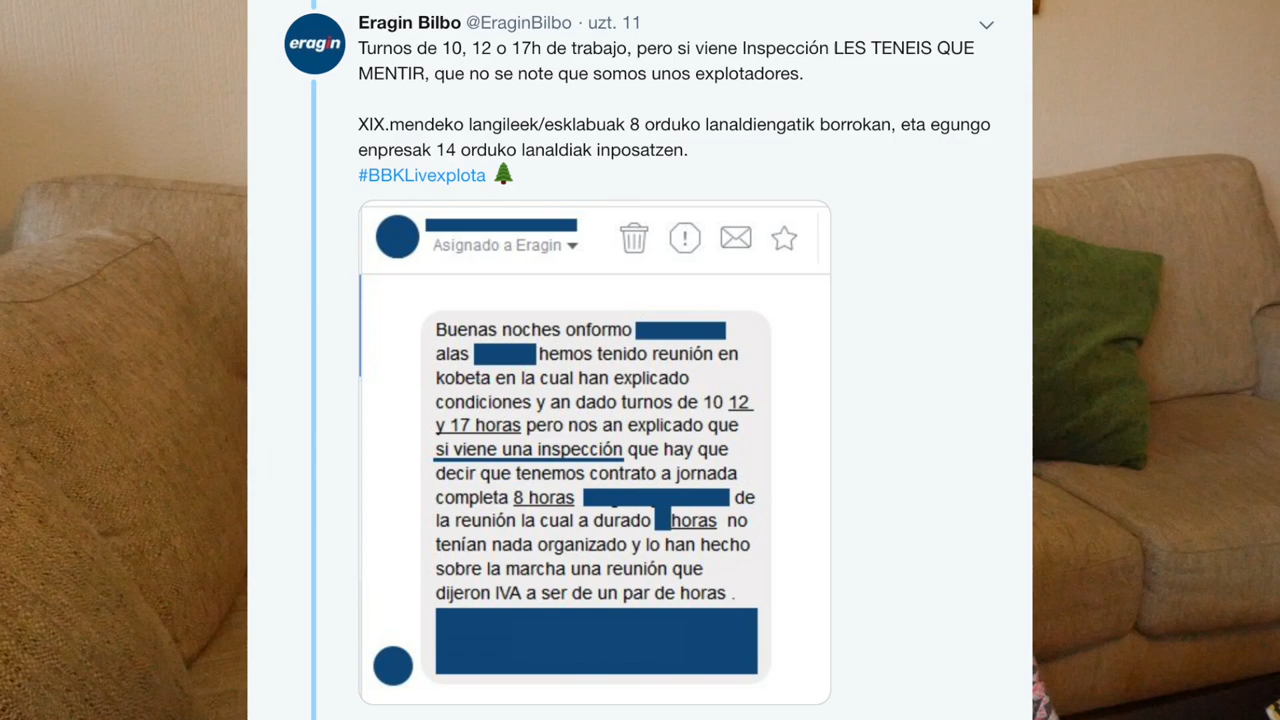 Eragin Bilbo @EraginBilbo · uzt. 11
eragin
Turnos de 10, 12 o 17h de trabajo, pero si viene Inspección LES TENEIS QUE
MENTIR, que no se note que somos unos explotadores.
XIX.mendeko langileek/esklabuak 8 orduko lanaldiengatik borrokan, eta egungo
enpresak 14 orduko lanaldiak inposatzen.
#BBKLivexplota 🌲
Asignado a Eragin
Buenas noches onformo
alas hemos tenido reunión en
kobeta en la cual han explicado
condiciones y an dado turnos de 10 12
y 17 horas pero nos an explicado que
si viene una inspección que hay que
decir que tenemos contrato a jornada
completa 8 horas de
la reunión la cual a durado horas no
tenían nada organizado y lo han hecho
sobre la marcha una reunión que
dijeron IVA a ser de un par de horas .